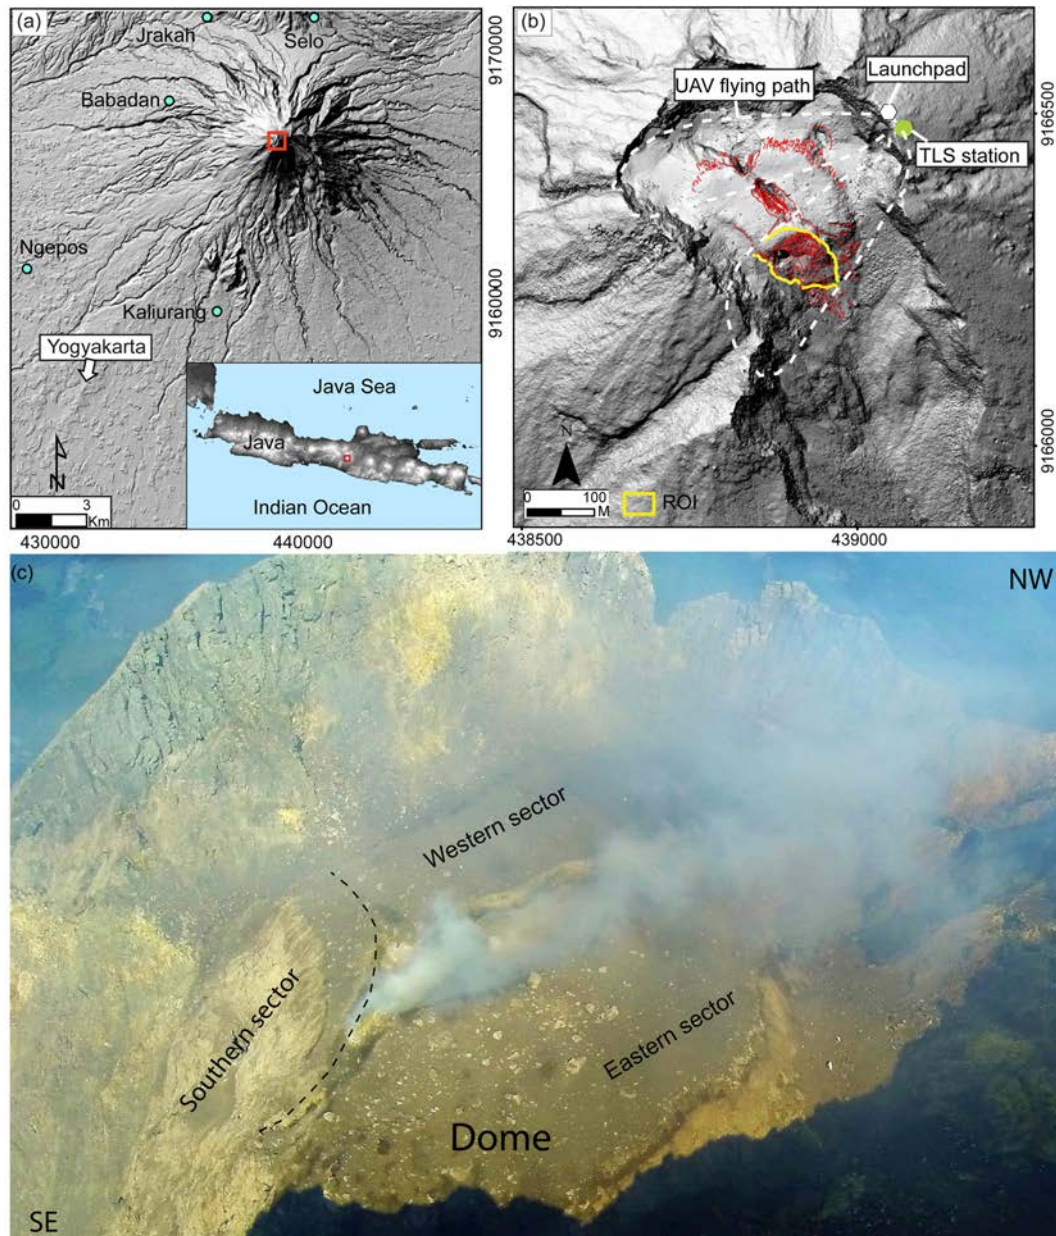 (a)
Jrakah
Selo
Babadan
Ngepos
Kaliurang
Yogyakarta
N
0 3
Km
Java Sea
Java
Indian Ocean
430000 440000
9170000
9160000
(b)
UAV flying path
Launchpad
TLS station
N
0 100
M
ROI
438500 439000
9166500
9166000
(c)
NW
Western sector
Southern sector
Eastern sector
Dome
SE